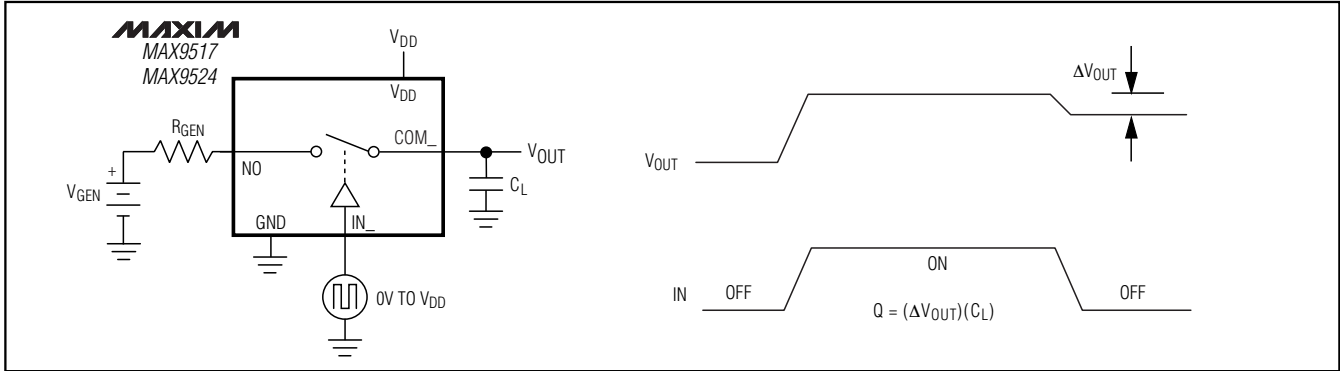 MAXIM
MAX9517
MAX9524
VDD
VDD
RGEN
COM_
VOUT
NO
CL
VGEN
+
GND
IN_
0V TO VDD
ΔVOUT
VOUT
IN
OFF
ON
OFF
Q = (ΔVOUT)(CL)